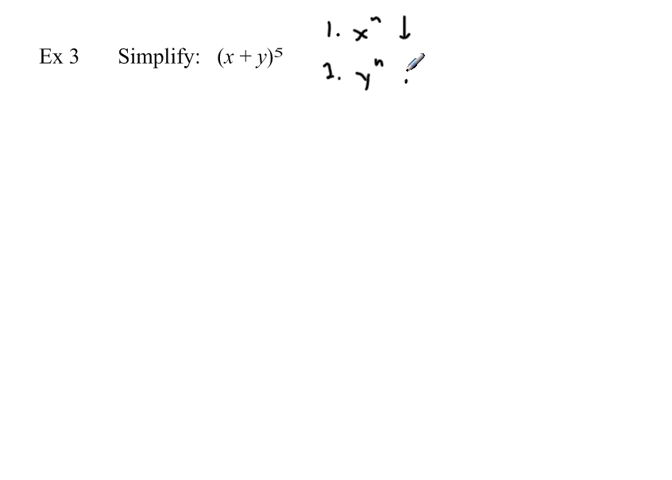 1. xⁿ ↓
Ex 3 Simplify: (x + y)⁵
2. yⁿ